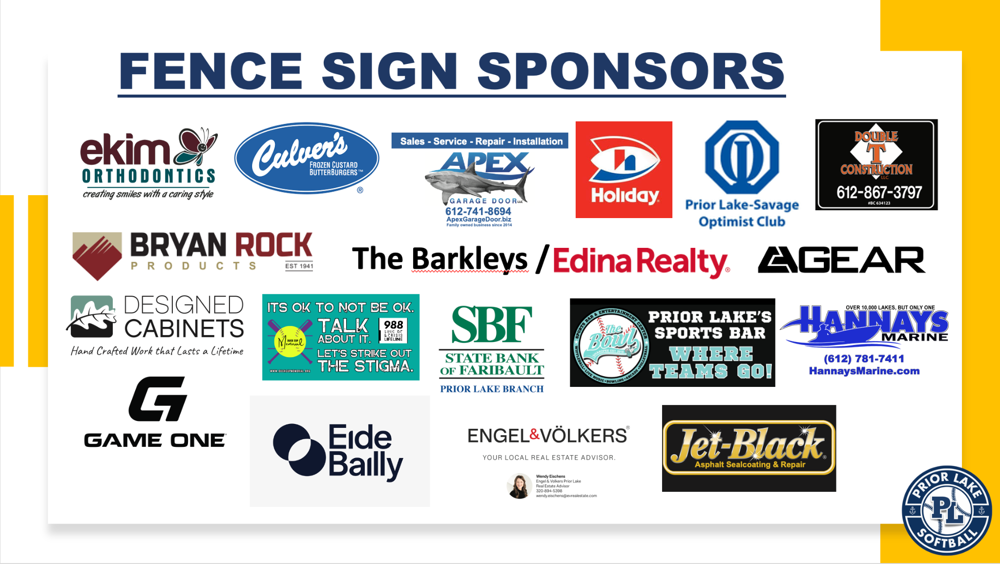 FENCE SIGN SPONSORS
ekim
ORTHODONTICS
creating smiles with a caring style
Culver's
FROZEN CUSTARD
BUTTERBURGERS™
®
Sales - Service - Repair - Installation
APEX
GARAGE DOOR LLC
612-741-8694
ApexGarageDoor.biz
Family owned business since 2014
Holiday
Prior Lake-Savage
Optimist Club
DOUBLE
T
CONSTRUCTION
LLC
612-867-3797
#BC 634123
BRYAN ROCK
PRODUCTS
EST 1941
The Barkleys / Edina Realty®
GEAR
DESIGNED
CABINETS
Hand Crafted Work that Lasts a Lifetime
ITS OK TO NOT BE OK.
TALK
ABOUT IT.
988
SUICIDE
& CRISIS
LIFELINE
LET'S STRIKE OUT
THE STIGMA.
DUCK CUP
Memorial
WWW.DUCKCUPMEMORIAL.ORG
SBF
STATE BANK
OF FARIBAULT
PRIOR LAKE BRANCH
SPORTS BAR & ENTERTAINMENT CENTER
The
Bowl
SHAKOPEE EST. 2018
WIFFLEBALL • LIVE MUSIC • BOWLING • ARCADE • VOLLEYBALL
PRIOR LAKE'S
SPORTS BAR
WHERE
TEAMS GO!
OVER 10,000 LAKES, BUT ONLY ONE
HANNAYS
MARINE
(612) 781-7411
HannaysMarine.com
G
GAME ONE
Eide
Bailly
ENGEL&VÖLKERS®
YOUR LOCAL REAL ESTATE ADVISOR.
Wendy Eischens
Engel & Volkers Prior Lake
Real Estate Advisor
320-894-5398
wendy.eischens@evrealestate.com
Jet-Black®
Asphalt Sealcoating & Repair
PRIOR LAKE
PL
SOFTBALL